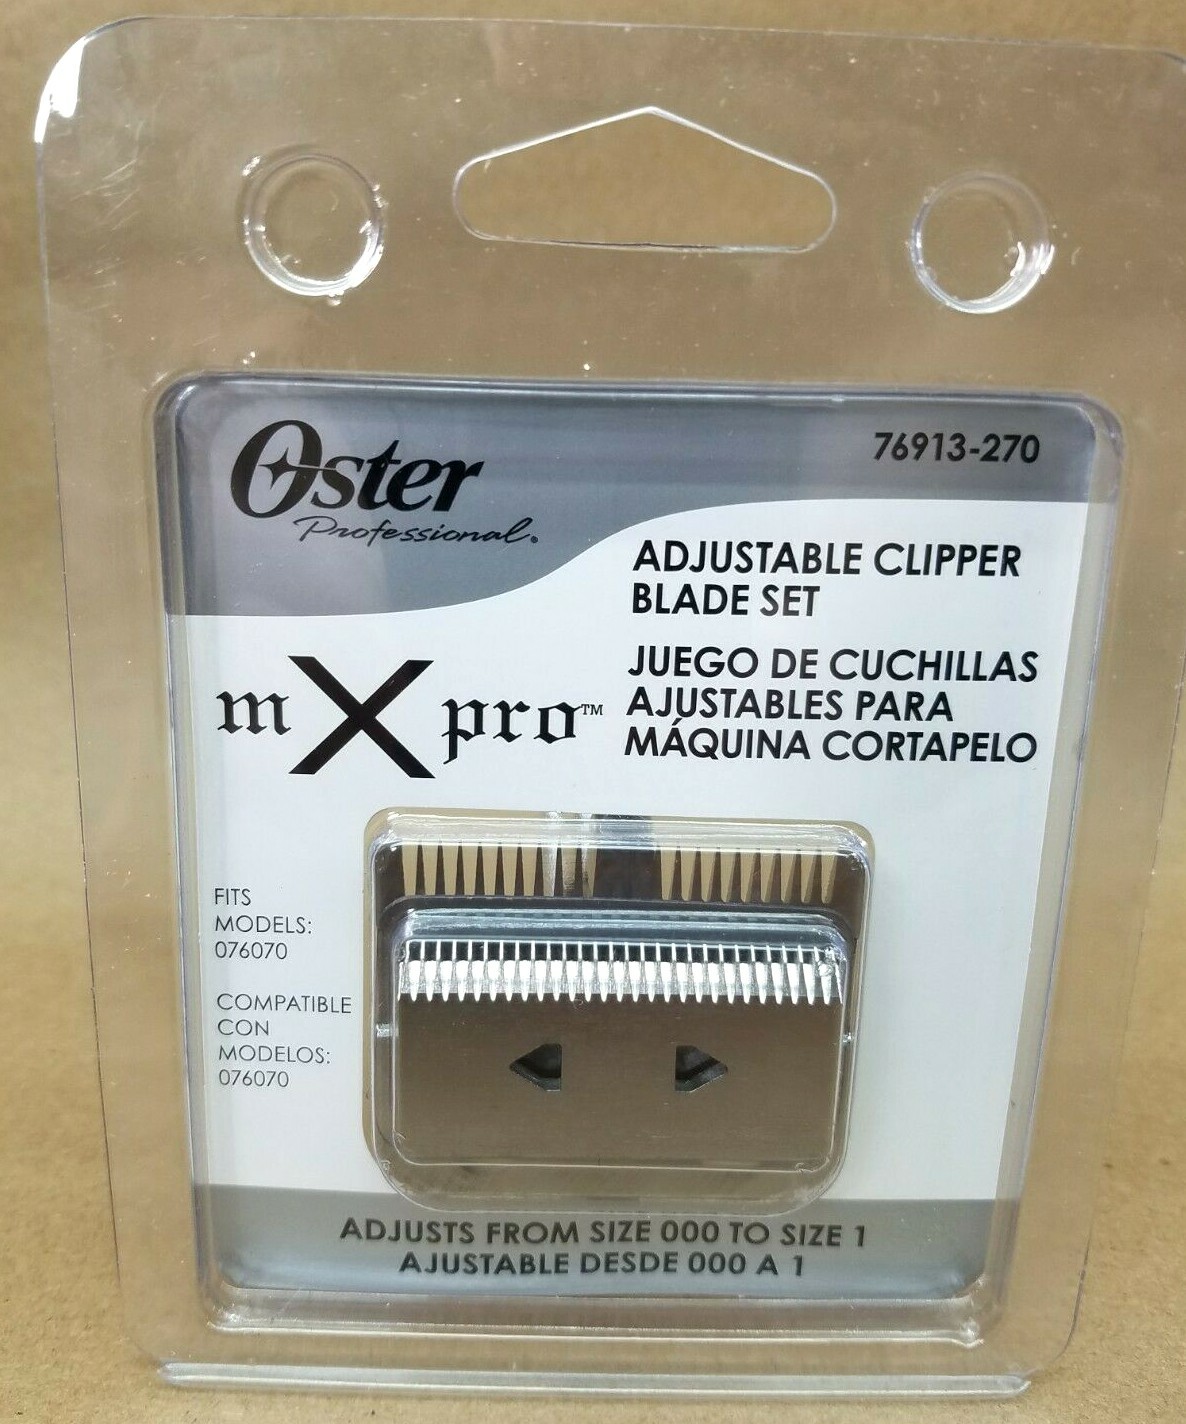 Oster
Professional.
76913-270
ADJUSTABLE CLIPPER
BLADE SET
JUEGO DE CUCHILLAS
AJUSTABLES PARA
MÁQUINA CORTAPELO
m X pro™
FITS
MODELS:
076070
COMPATIBLE
CON
MODELOS:
076070
ADJUSTS FROM SIZE 000 TO SIZE 1
AJUSTABLE DESDE 000 A 1